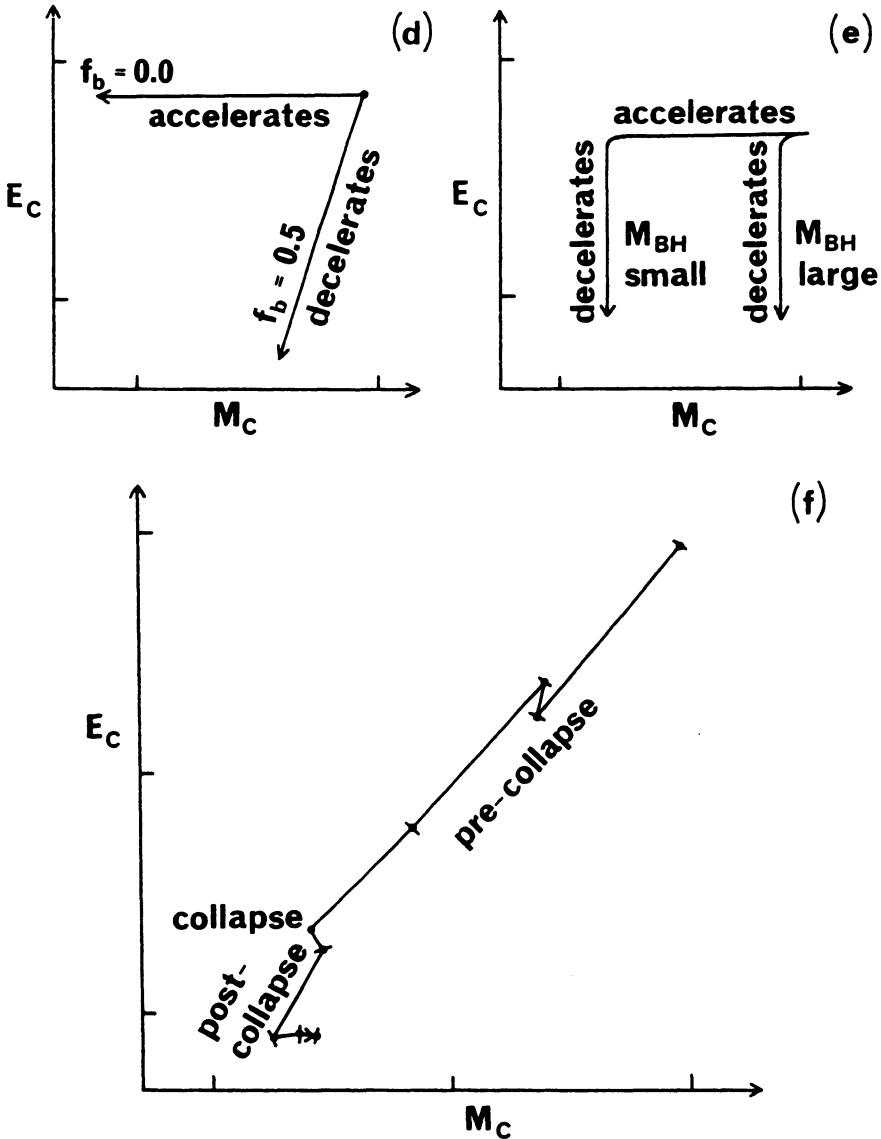 (d)
f_b = 0.0
accelerates
E_C
f_b = 0.5
decelerates
M_C
(e)
accelerates
E_C
decelerates
M_BH
small
decelerates
M_BH
large
M_C
(f)
E_C
pre-collapse
collapse
post-
collapse
M_C